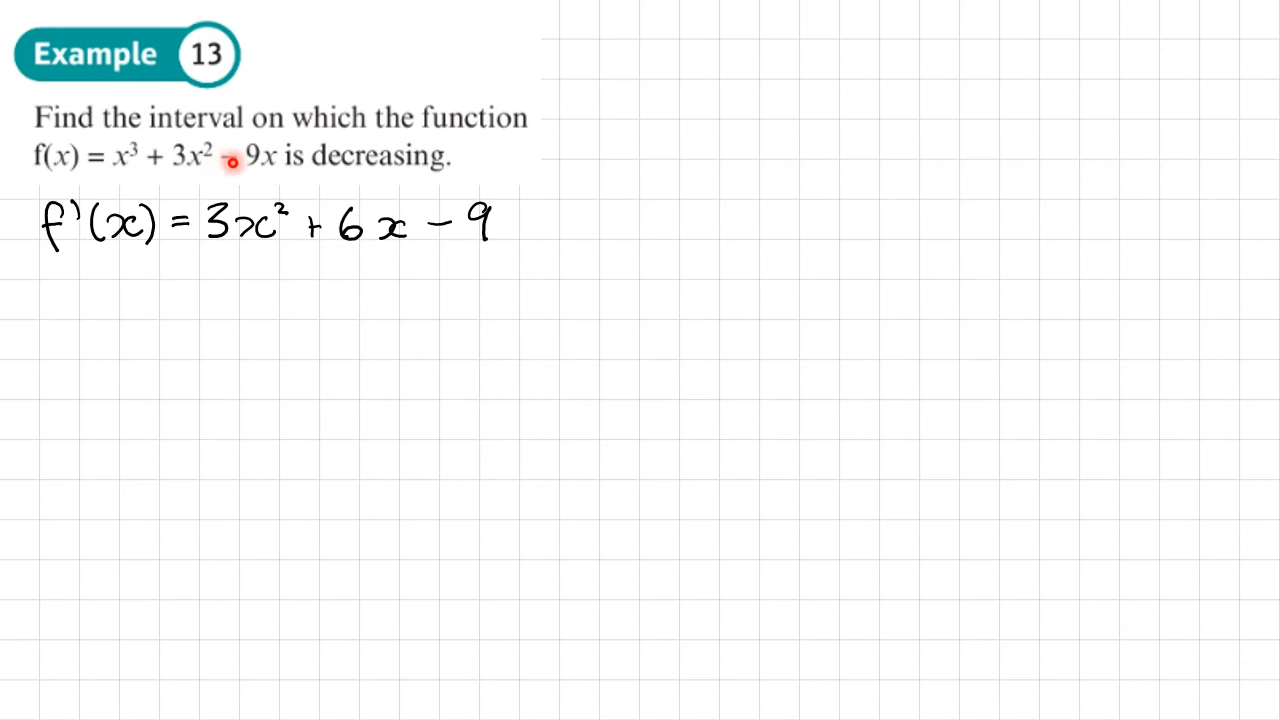 Example 13
Find the interval on which the function
f(x) = x³ + 3x² − 9x is decreasing.
f'(x) = 3x² + 6x − 9